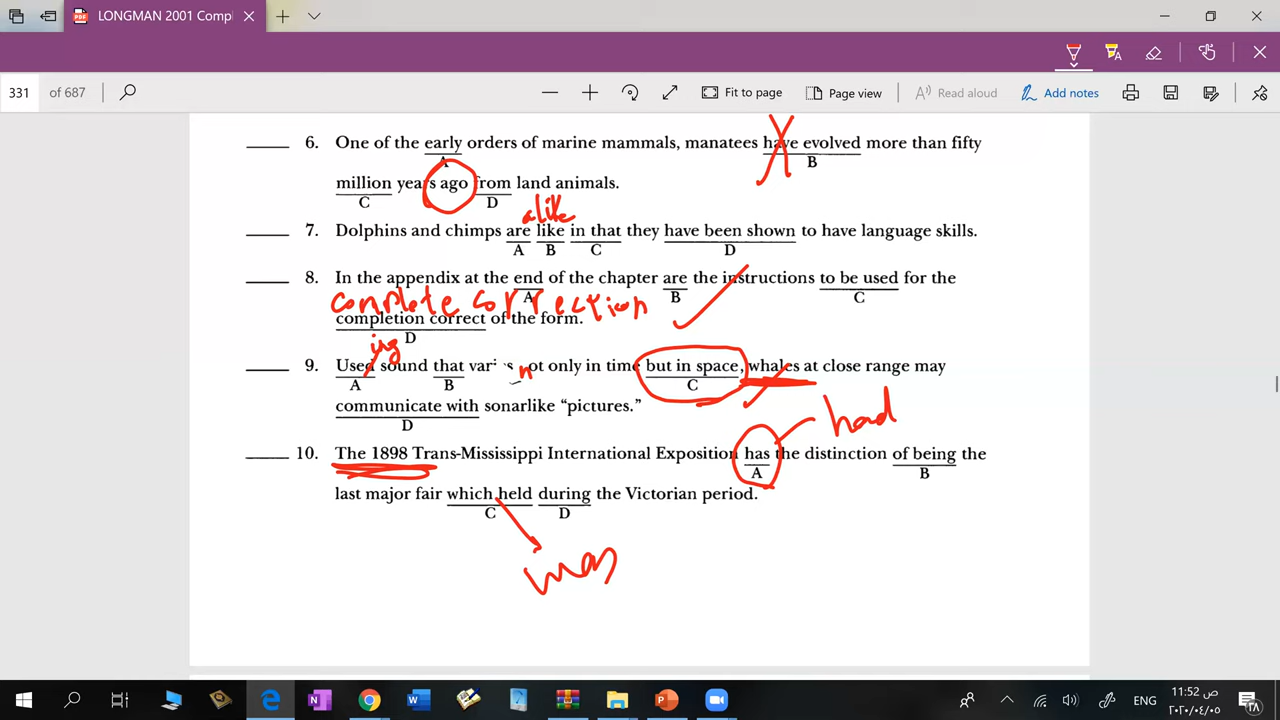 LONGMAN 2001 Compl
331 of 687
Fit to page
Page view
Read aloud
Add notes
6. One of the early orders of marine mammals, manatees have evolved more than fifty
A B
million years ago from land animals.
C D
alike
7. Dolphins and chimps are like in that they have been shown to have language skills.
A B C D
8. In the appendix at the end of the chapter are the instructions to be used for the
A B C
complete correction
completion correct of the form.
D
ing
9. Used sound that varies not only in time but in space, whales at close range may
n
A B C
communicate with sonarlike “pictures.”
D
had
10. The 1898 Trans-Mississippi International Exposition has the distinction of being the
A B
last major fair which held during the Victorian period.
C D
ENG
11:52 ص
٢٠٢٠/٠٤/٠٥